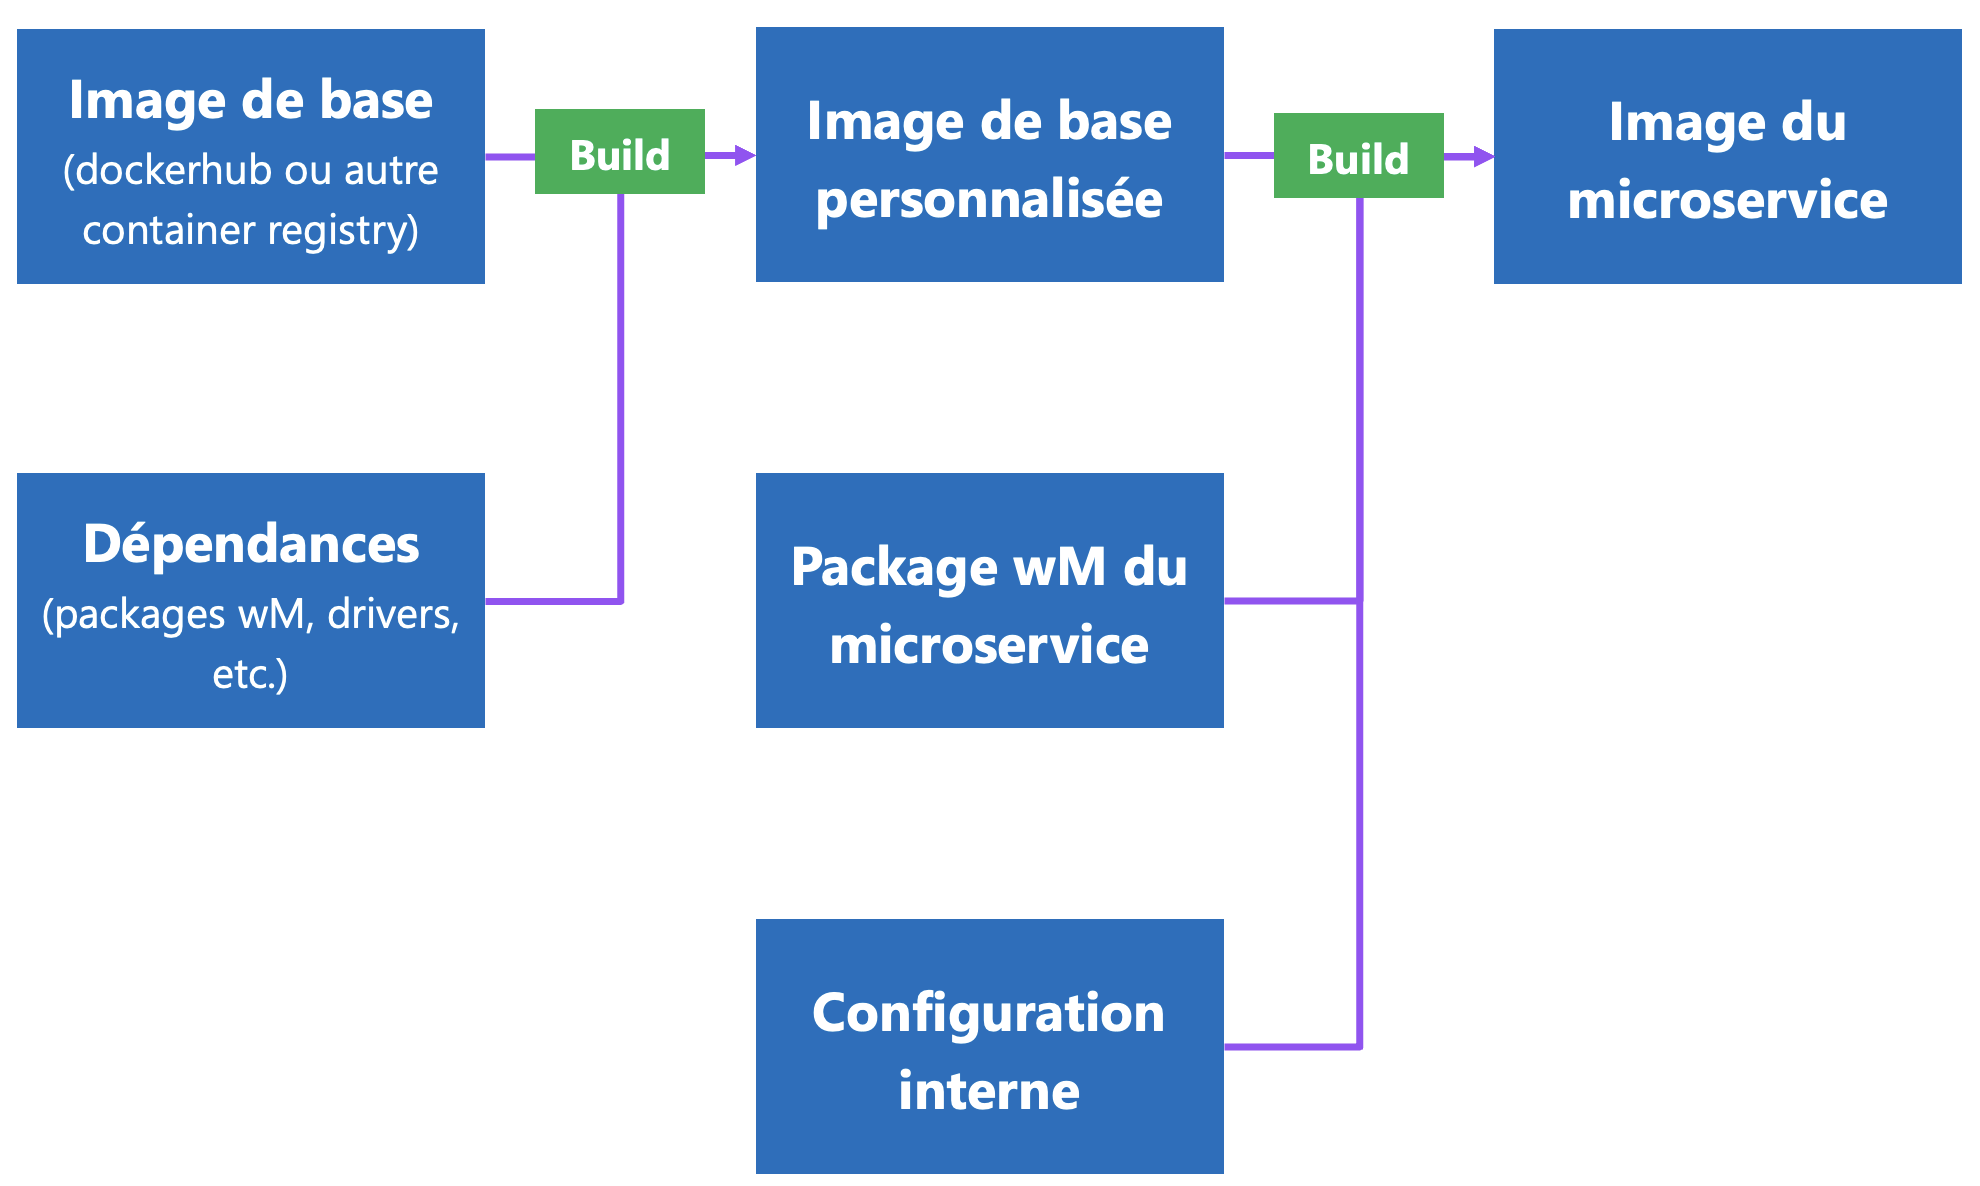 Image de base
(dockerhub ou autre
container registry)
Build
Image de base
personnalisée
Build
Image du
microservice
Dépendances
(packages wM, drivers,
etc.)
Package wM du
microservice
Configuration
interne